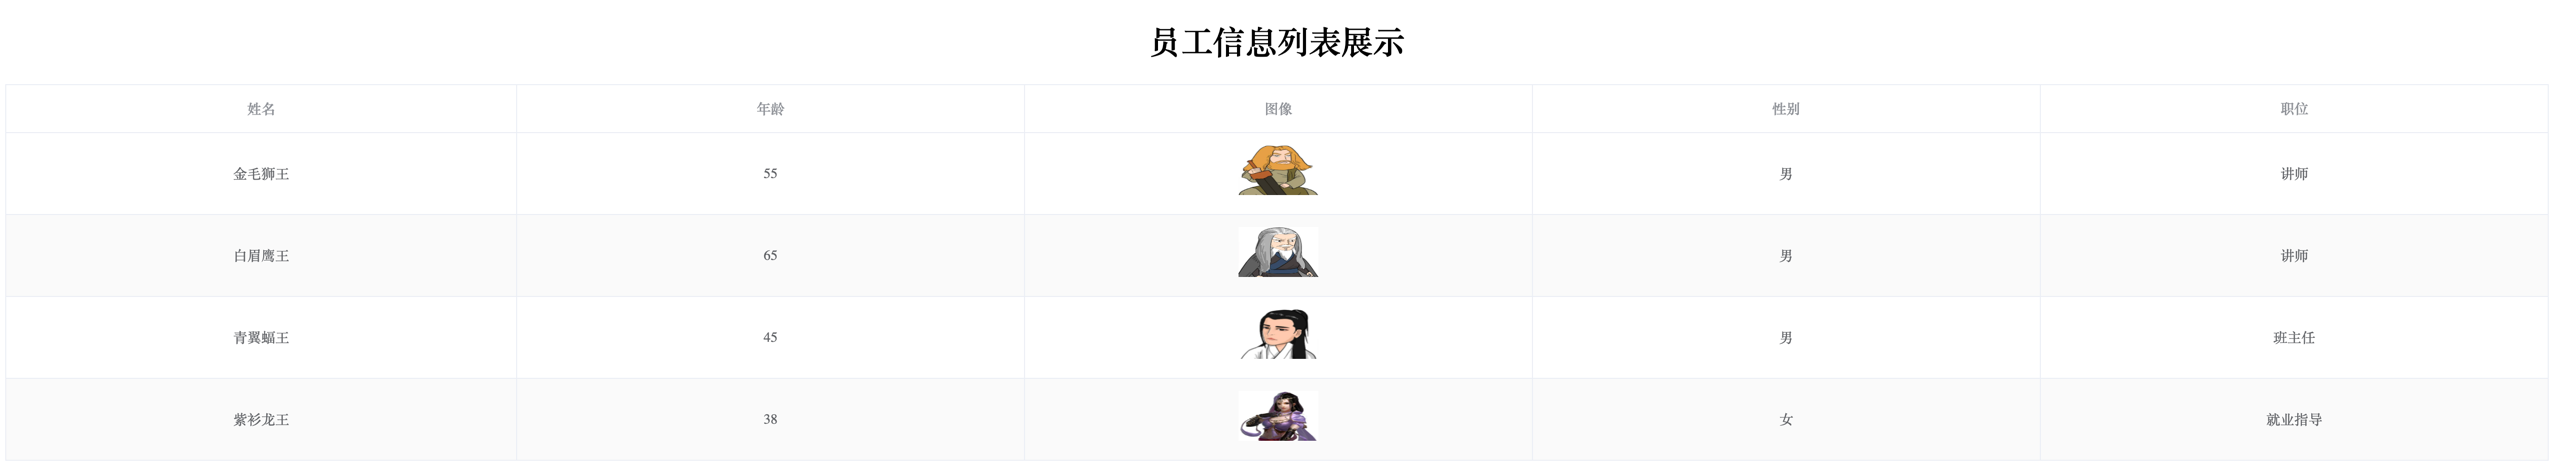 员工信息列表展示
姓名 年龄 图像 性别 职位
金毛狮王 55 男 讲师
白眉鹰王 65 男 讲师
青翼蝠王 45 男 班主任
紫衫龙王 38 女 就业指导